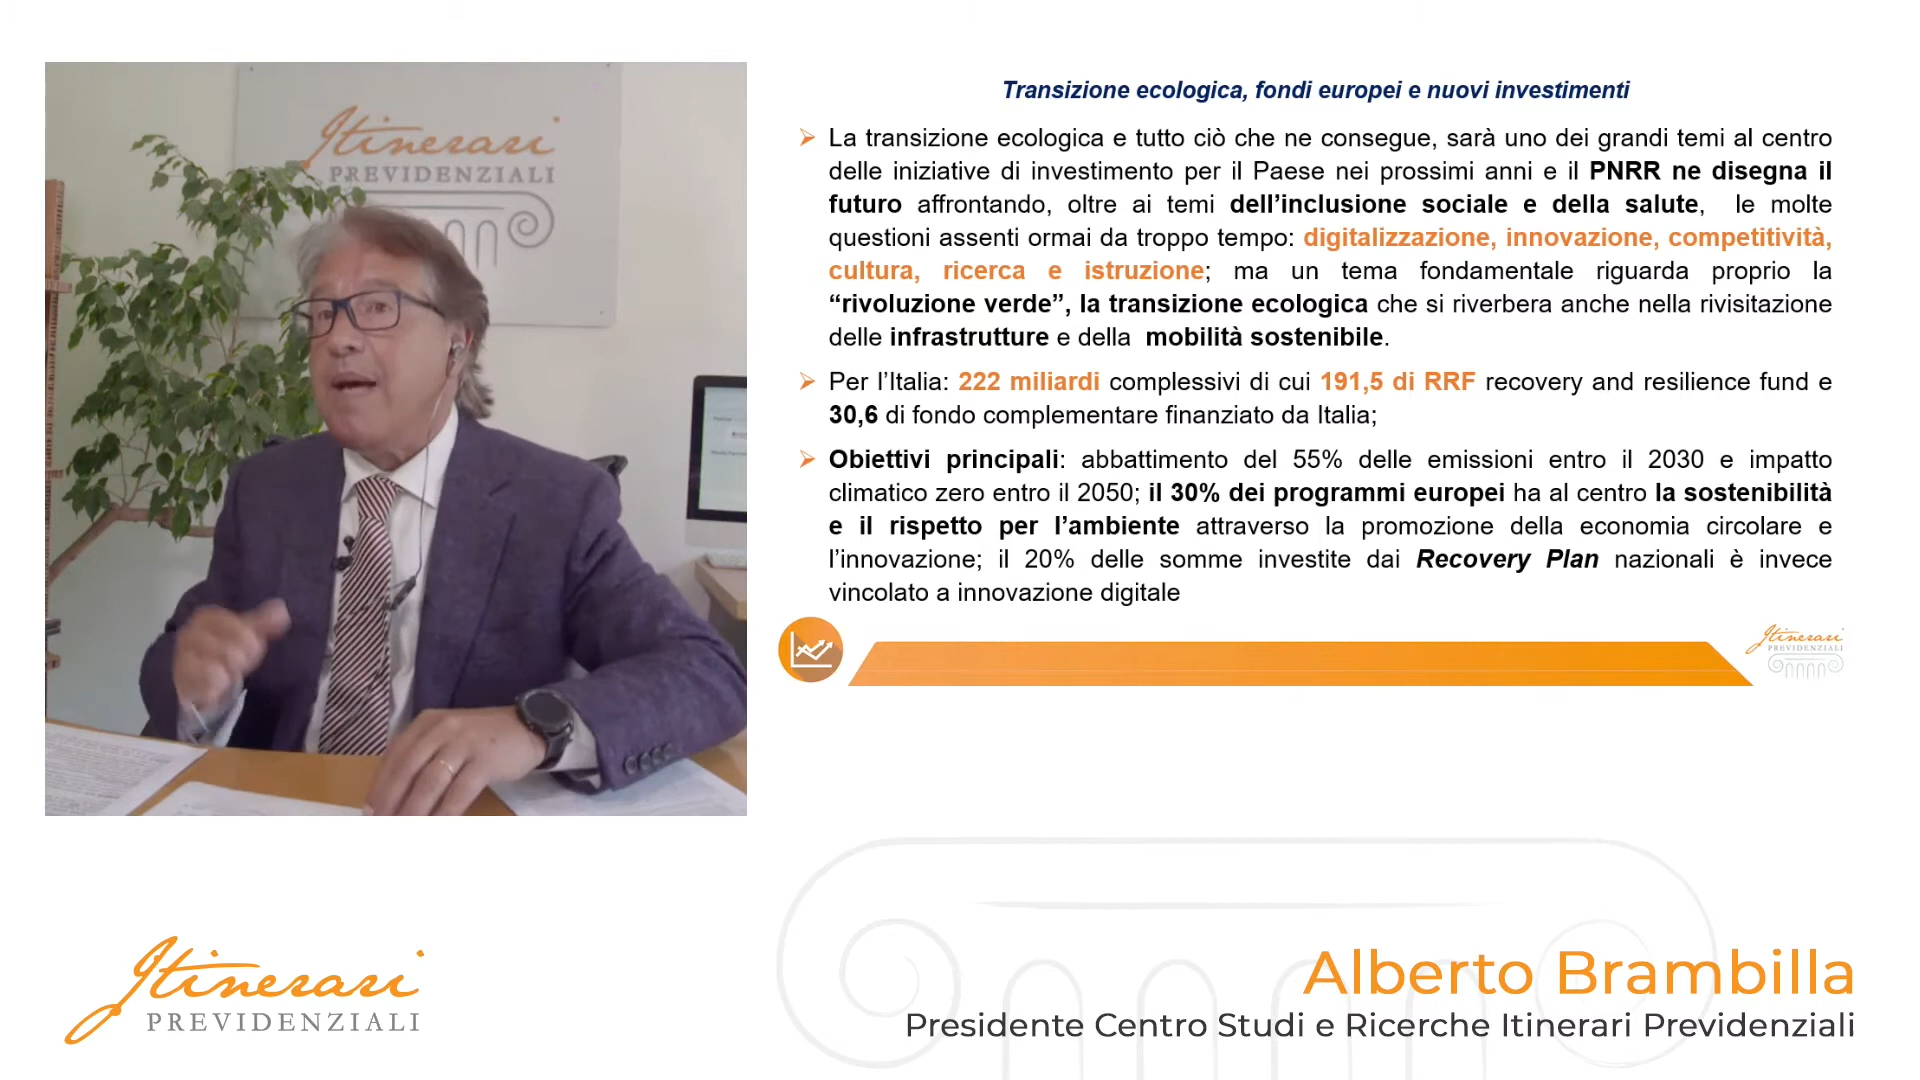 Itinerari
PREVIDENZIALI
Transizione ecologica, fondi europei e nuovi investimenti
La transizione ecologica e tutto ciò che ne consegue, sarà uno dei grandi temi al centro
delle iniziative di investimento per il Paese nei prossimi anni e il PNRR ne disegna il
futuro affrontando, oltre ai temi dell’inclusione sociale e della salute, le molte
questioni assenti ormai da troppo tempo: digitalizzazione, innovazione, competitività,
cultura, ricerca e istruzione; ma un tema fondamentale riguarda proprio la
“rivoluzione verde”, la transizione ecologica che si riverbera anche nella rivisitazione
delle infrastrutture e della mobilità sostenibile.
Per l’Italia: 222 miliardi complessivi di cui 191,5 di RRF recovery and resilience fund e
30,6 di fondo complementare finanziato da Italia;
Obiettivi principali: abbattimento del 55% delle emissioni entro il 2030 e impatto
climatico zero entro il 2050; il 30% dei programmi europei ha al centro la sostenibilità
e il rispetto per l’ambiente attraverso la promozione della economia circolare e
l’innovazione; il 20% delle somme investite dai Recovery Plan nazionali è invece
vincolato a innovazione digitale
Itinerari
PREVIDENZIALI
Itinerari
PREVIDENZIALI
Alberto Brambilla
Presidente Centro Studi e Ricerche Itinerari Previdenziali